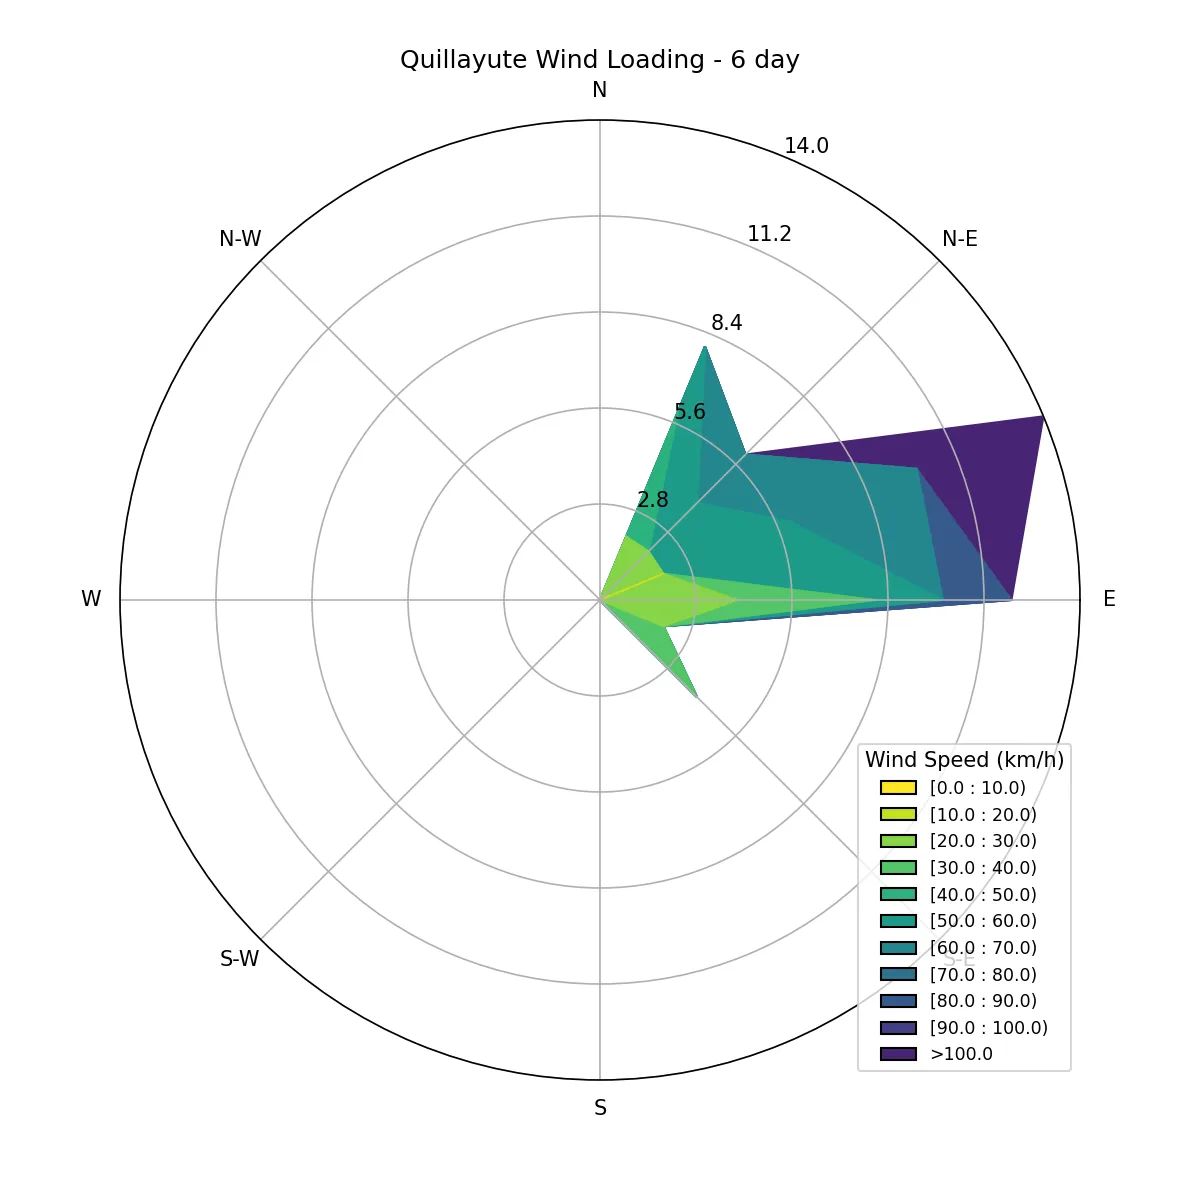 Quillayute Wind Loading - 6 day
N
14.0
11.2
N-W
N-E
8.4
5.6
2.8
W
E
Wind Speed (km/h)
[0.0 : 10.0)
[10.0 : 20.0)
[20.0 : 30.0)
[30.0 : 40.0)
[40.0 : 50.0)
[50.0 : 60.0)
[60.0 : 70.0)
S-W
S-E
[70.0 : 80.0)
[80.0 : 90.0)
[90.0 : 100.0)
>100.0
S